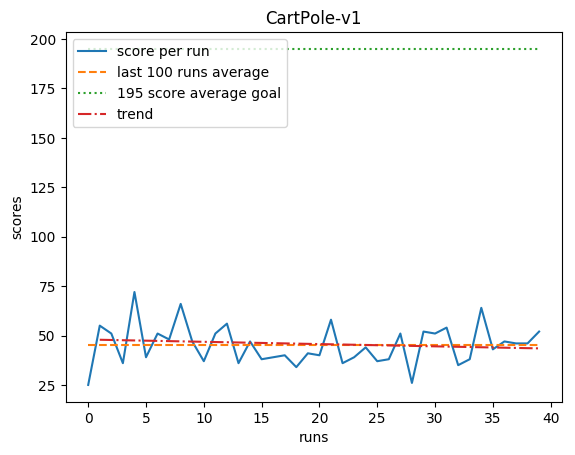 CartPole-v1
200
175
150
125
100
75
50
25
scores
score per run
last 100 runs average
195 score average goal
trend
0 5 10 15 20 25 30 35 40
runs